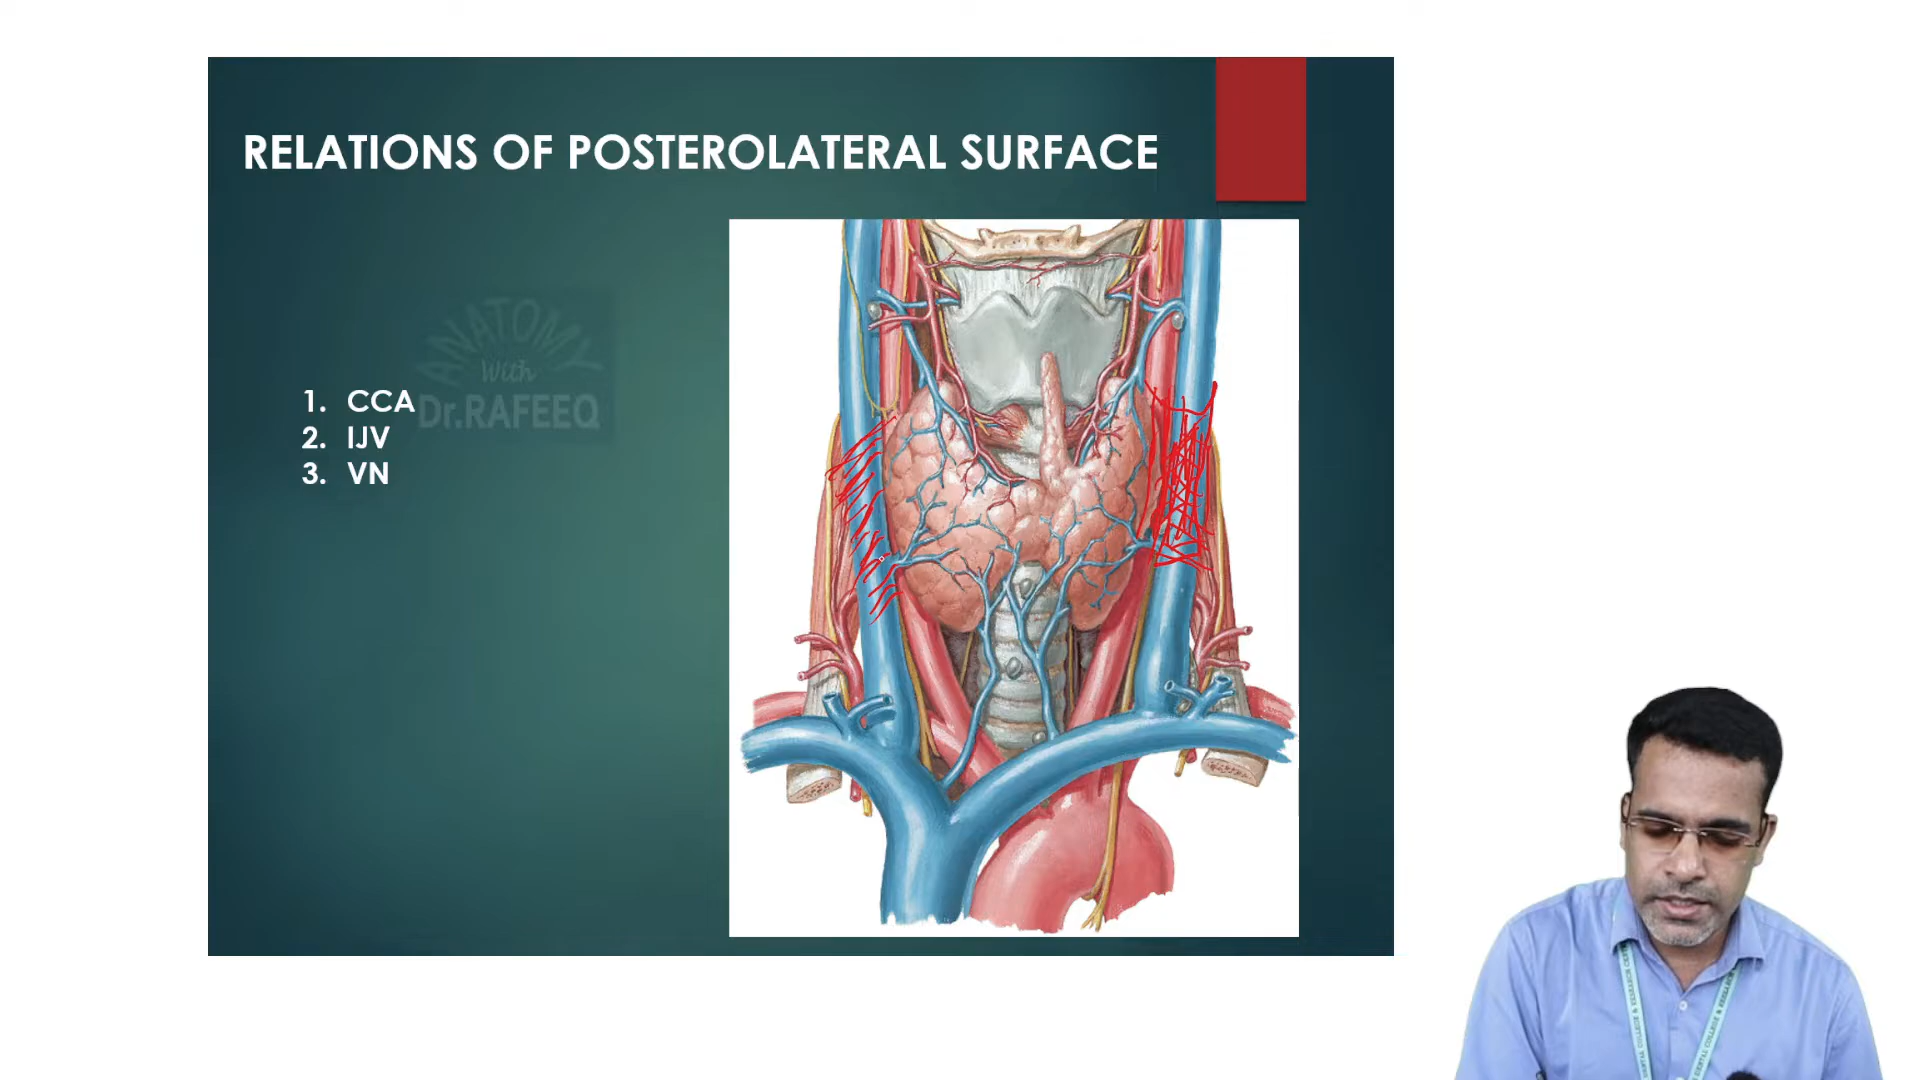 RELATIONS OF POSTEROLATERAL SURFACE
ANATOMY
With
Dr.RAFEEQ
1. CCA
2. IJV
3. VN